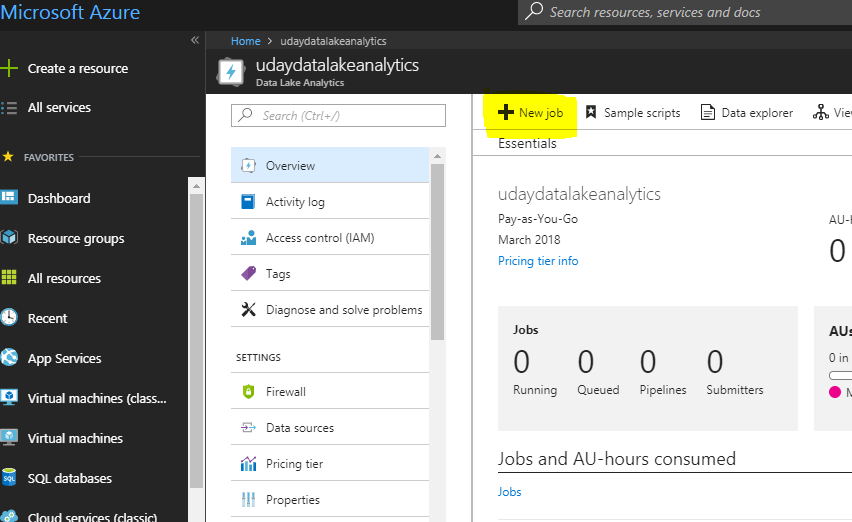 Microsoft Azure
Search resources, services and docs
Create a resource
All services
FAVORITES
Dashboard
Resource groups
All resources
Recent
App Services
Virtual machines (classic...
Virtual machines
SQL databases
Cloud services (classic)
Home > udaydatalakeanalytics
udaydatalakeanalytics
Data Lake Analytics
Search (Ctrl+/)
Overview
Activity log
Access control (IAM)
Tags
Diagnose and solve problems
SETTINGS
Firewall
Data sources
Pricing tier
Properties
New job Sample scripts Data explorer
Essentials
udaydatalakeanalytics
Pay-as-You-Go
March 2018
Pricing tier info
0
Jobs
0 0 0 0
Running Queued Pipelines Submitters
0 in
Jobs and AU-hours consumed
Jobs